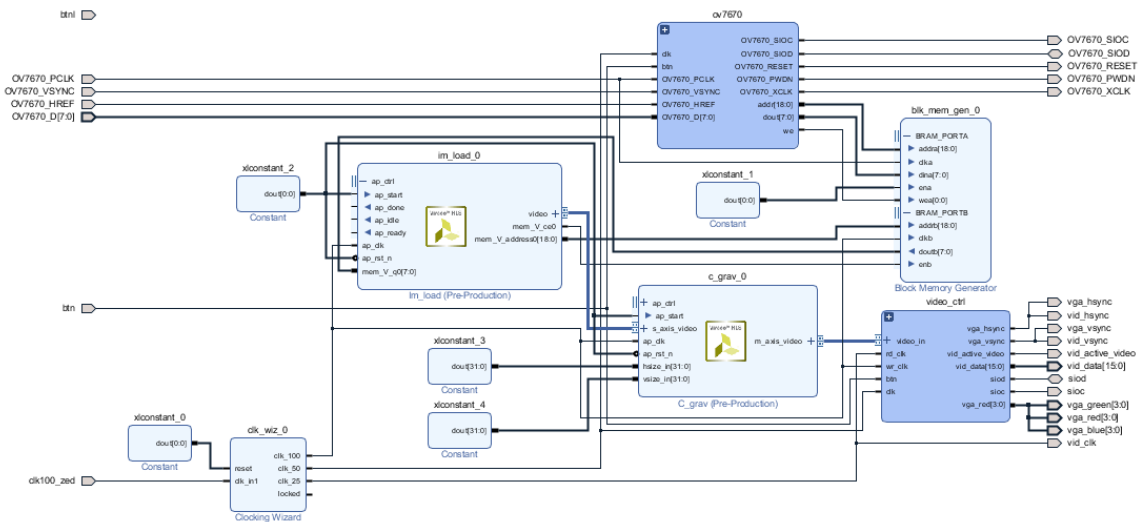 btnl
OV7670_PCLK
OV7670_VSYNC
OV7670_HREF
OV7670_D[7:0]
btn
clk100_zed
ov7670
clk
btn
OV7670_PCLK
OV7670_VSYNC
OV7670_HREF
OV7670_D[7:0]
OV7670_SIOC
OV7670_SIOD
OV7670_RESET
OV7670_PWDN
OV7670_XCLK
addr[18:0]
dout[7:0]
we
OV7670_SIOC
OV7670_SIOD
OV7670_RESET
OV7670_PWDN
OV7670_XCLK
blk_mem_gen_0
BRAM_PORTA
addra[18:0]
clka
dina[7:0]
ena
wea[0:0]
BRAM_PORTB
addrb[18:0]
clkb
doutb[7:0]
enb
Block Memory Generator
xlconstant_2
dout[0:0]
Constant
im_load_0
ap_ctrl
ap_start
ap_done
ap_idle
ap_ready
ap_clk
ap_rst_n
mem_V_q0[7:0]
Vivado™ HLS
video
mem_V_ce0
mem_V_address0[18:0]
Im_load (Pre-Production)
xlconstant_1
dout[0:0]
Constant
c_grav_0
ap_ctrl
ap_start
s_axis_video
ap_clk
ap_rst_n
hsize_in[31:0]
vsize_in[31:0]
Vivado™ HLS
m_axis_video
C_grav (Pre-Production)
xlconstant_3
dout[31:0]
Constant
xlconstant_4
dout[31:0]
Constant
xlconstant_0
dout[0:0]
Constant
clk_wiz_0
reset
clk_in1
clk_100
clk_50
clk_25
locked
Clocking Wizard
video_ctrl
video_in
rd_clk
wr_clk
btn
clk
vga_hsync
vga_vsync
vid_active_video
vid_data[15:0]
siod
sioc
vga_red[3:0]
vga_hsync
vid_hsync
vga_vsync
vid_vsync
vid_active_video
vid_data[15:0]
siod
sioc
vga_green[3:0]
vga_red[3:0]
vga_blue[3:0]
vid_clk